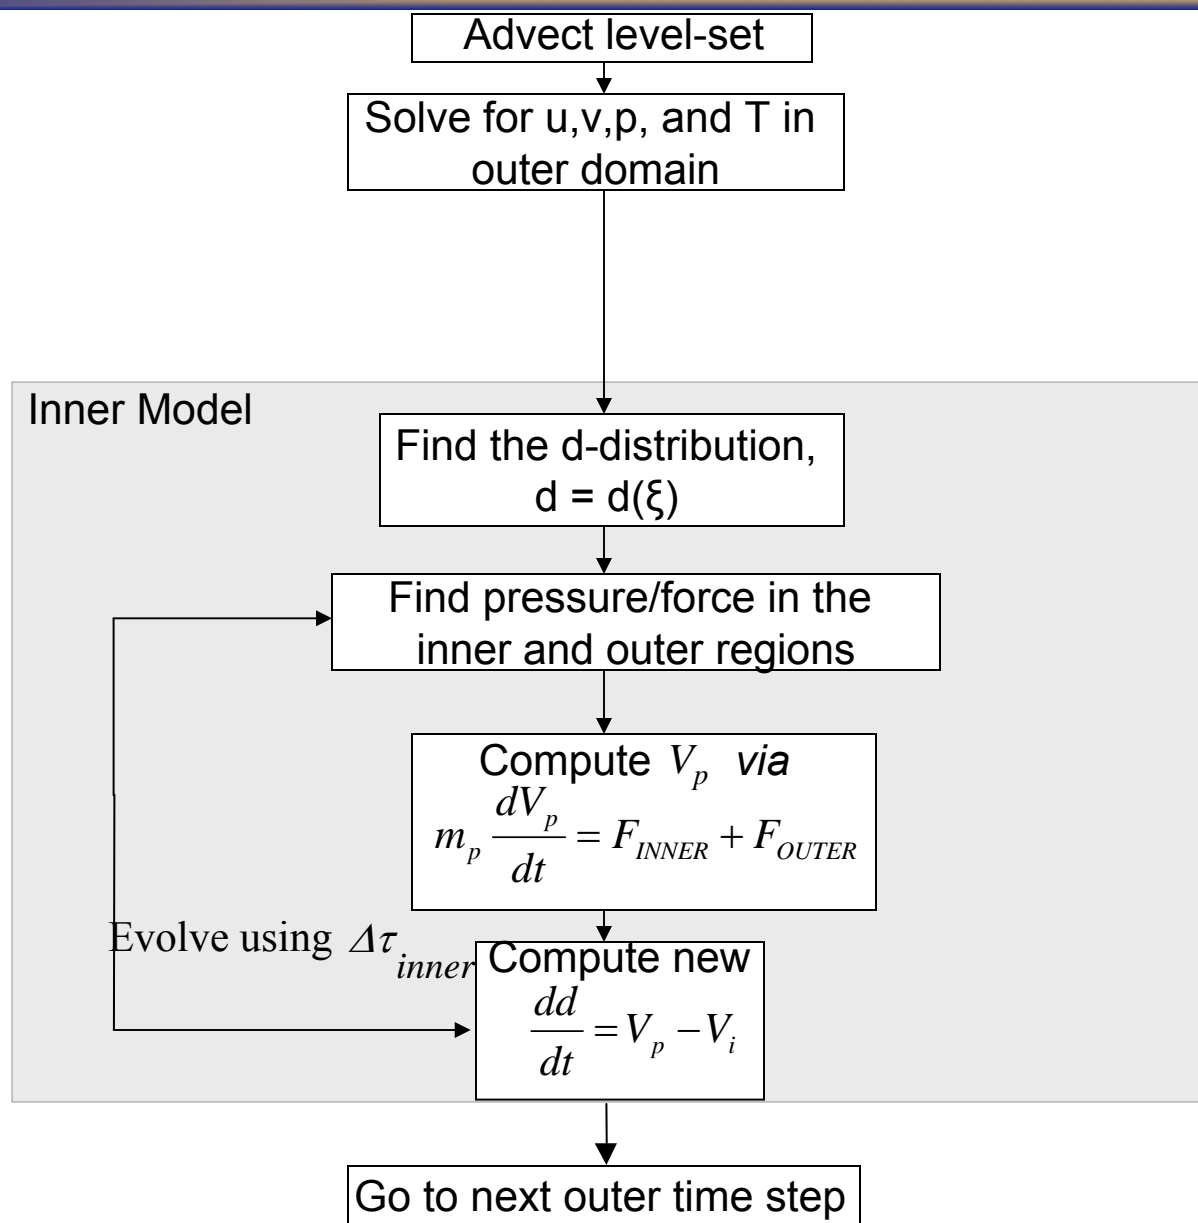 Advect level-set
Solve for u,v,p, and T in
outer domain
Inner Model
Find the d-distribution,
d = d(ξ)
Find pressure/force in the
inner and outer regions
Compute V_p via
m_p dV_p/dt = F_INNER + F_OUTER
Evolve using Δτ_inner
Compute new
dd/dt = V_p − V_i
Go to next outer time step